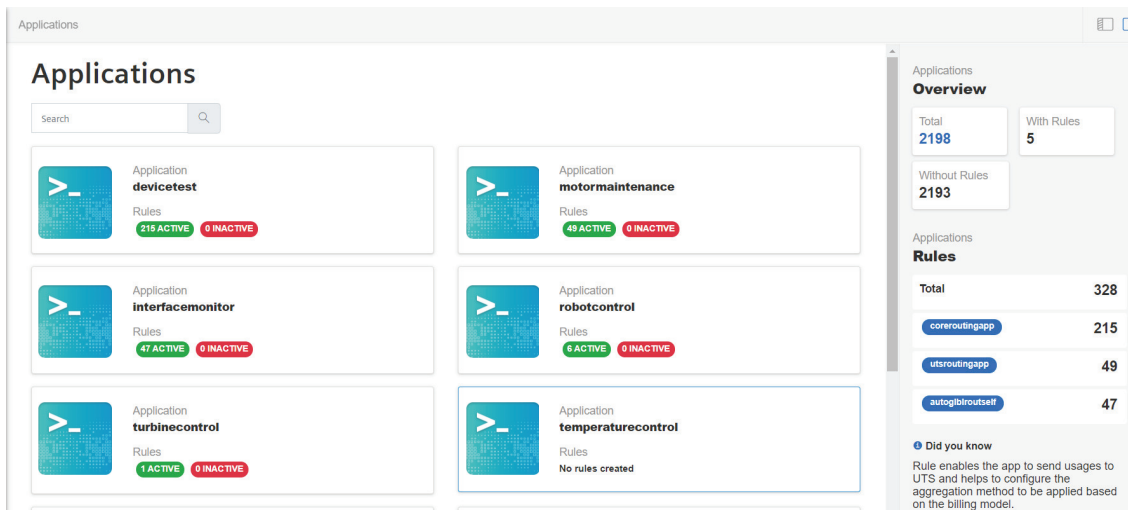 Applications
Applications
Search
Application
devicetest
Rules
215 ACTIVE 0 INACTIVE
Application
motormaintenance
Rules
49 ACTIVE 0 INACTIVE
Application
interfacemonitor
Rules
47 ACTIVE 0 INACTIVE
Application
robotcontrol
Rules
6 ACTIVE 0 INACTIVE
Application
turbinecontrol
Rules
1 ACTIVE 0 INACTIVE
Application
temperaturecontrol
Rules
No rules created
Applications
Overview
Total
2198
With Rules
5
Without Rules
2193
Applications
Rules
Total 328
coreroutingapp 215
utsroutingapp 49
autoglblroutself 47
Did you know
Rule enables the app to send usages to
UTS and helps to configure the
aggregation method to be applied based
on the billing model.